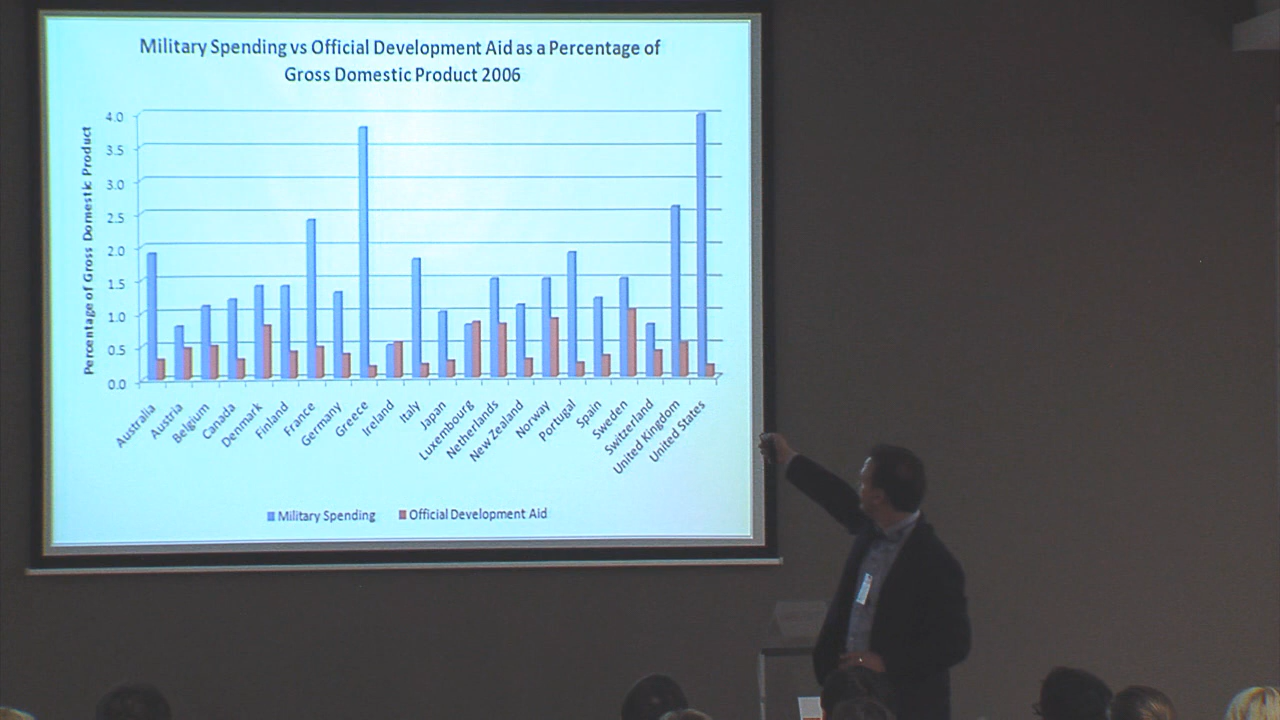 Military Spending vs Official Development Aid as a Percentage of
Gross Domestic Product 2006
Percentage of Gross Domestic Product
4.0
3.5
3.0
2.5
2.0
1.5
1.0
0.5
0.0
Australia
Austria
Belgium
Canada
Denmark
Finland
France
Germany
Greece
Ireland
Italy
Japan
Luxembourg
Netherlands
New Zealand
Norway
Portugal
Spain
Sweden
Switzerland
United Kingdom
United States
Military Spending
Official Development Aid